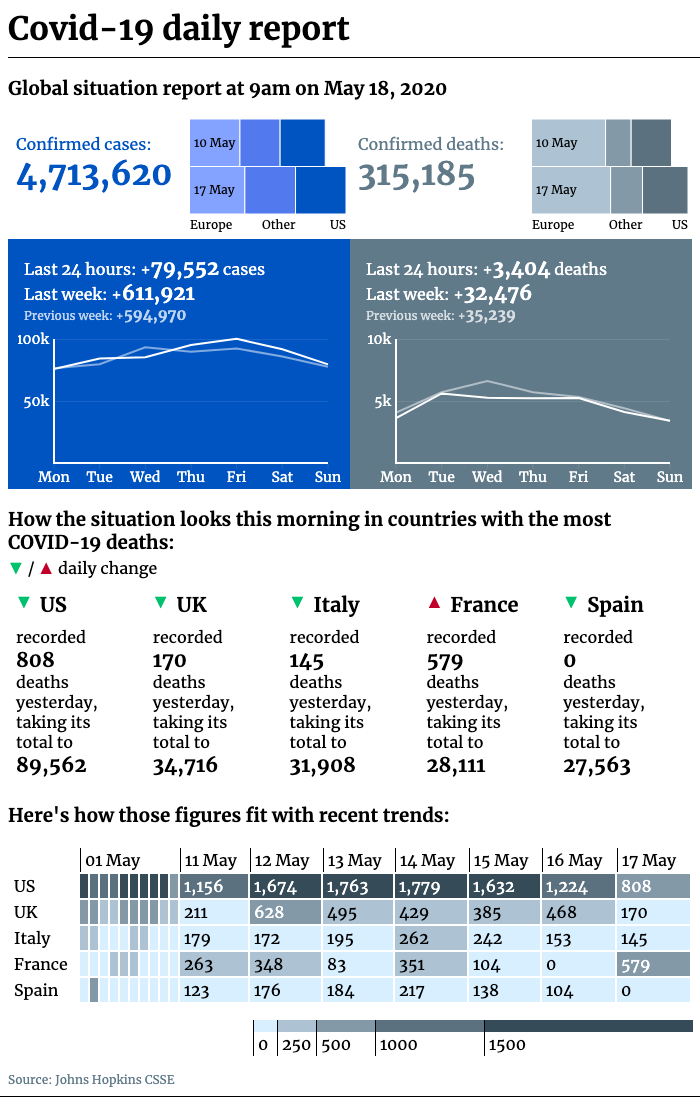 Covid-19 daily report
Global situation report at 9am on May 18, 2020
Confirmed cases:
4,713,620
10 May
17 May
Europe Other US
Confirmed deaths:
315,185
10 May
17 May
Europe Other US
Last 24 hours: +79,552 cases
Last week: +611,921
Previous week: +594,970
100k
50k
Mon Tue Wed Thu Fri Sat Sun
Last 24 hours: +3,404 deaths
Last week: +32,476
Previous week: +35,239
10k
5k
Mon Tue Wed Thu Fri Sat Sun
How the situation looks this morning in countries with the most
COVID-19 deaths:
▼ / ▲ daily change
▼ US
recorded
808
deaths
yesterday,
taking its
total to
89,562
▼ UK
recorded
170
deaths
yesterday,
taking its
total to
34,716
▼ Italy
recorded
145
deaths
yesterday,
taking its
total to
31,908
▲ France
recorded
579
deaths
yesterday,
taking its
total to
28,111
▼ Spain
recorded
0
deaths
yesterday,
taking its
total to
27,563
Here's how those figures fit with recent trends:
01 May 11 May 12 May 13 May 14 May 15 May 16 May 17 May
US 1,156 1,674 1,763 1,779 1,632 1,224 808
UK 211 628 495 429 385 468 170
Italy 179 172 195 262 242 153 145
France 263 348 83 351 104 0 579
Spain 123 176 184 217 138 104 0
0 250 500 1000 1500
Source: Johns Hopkins CSSE